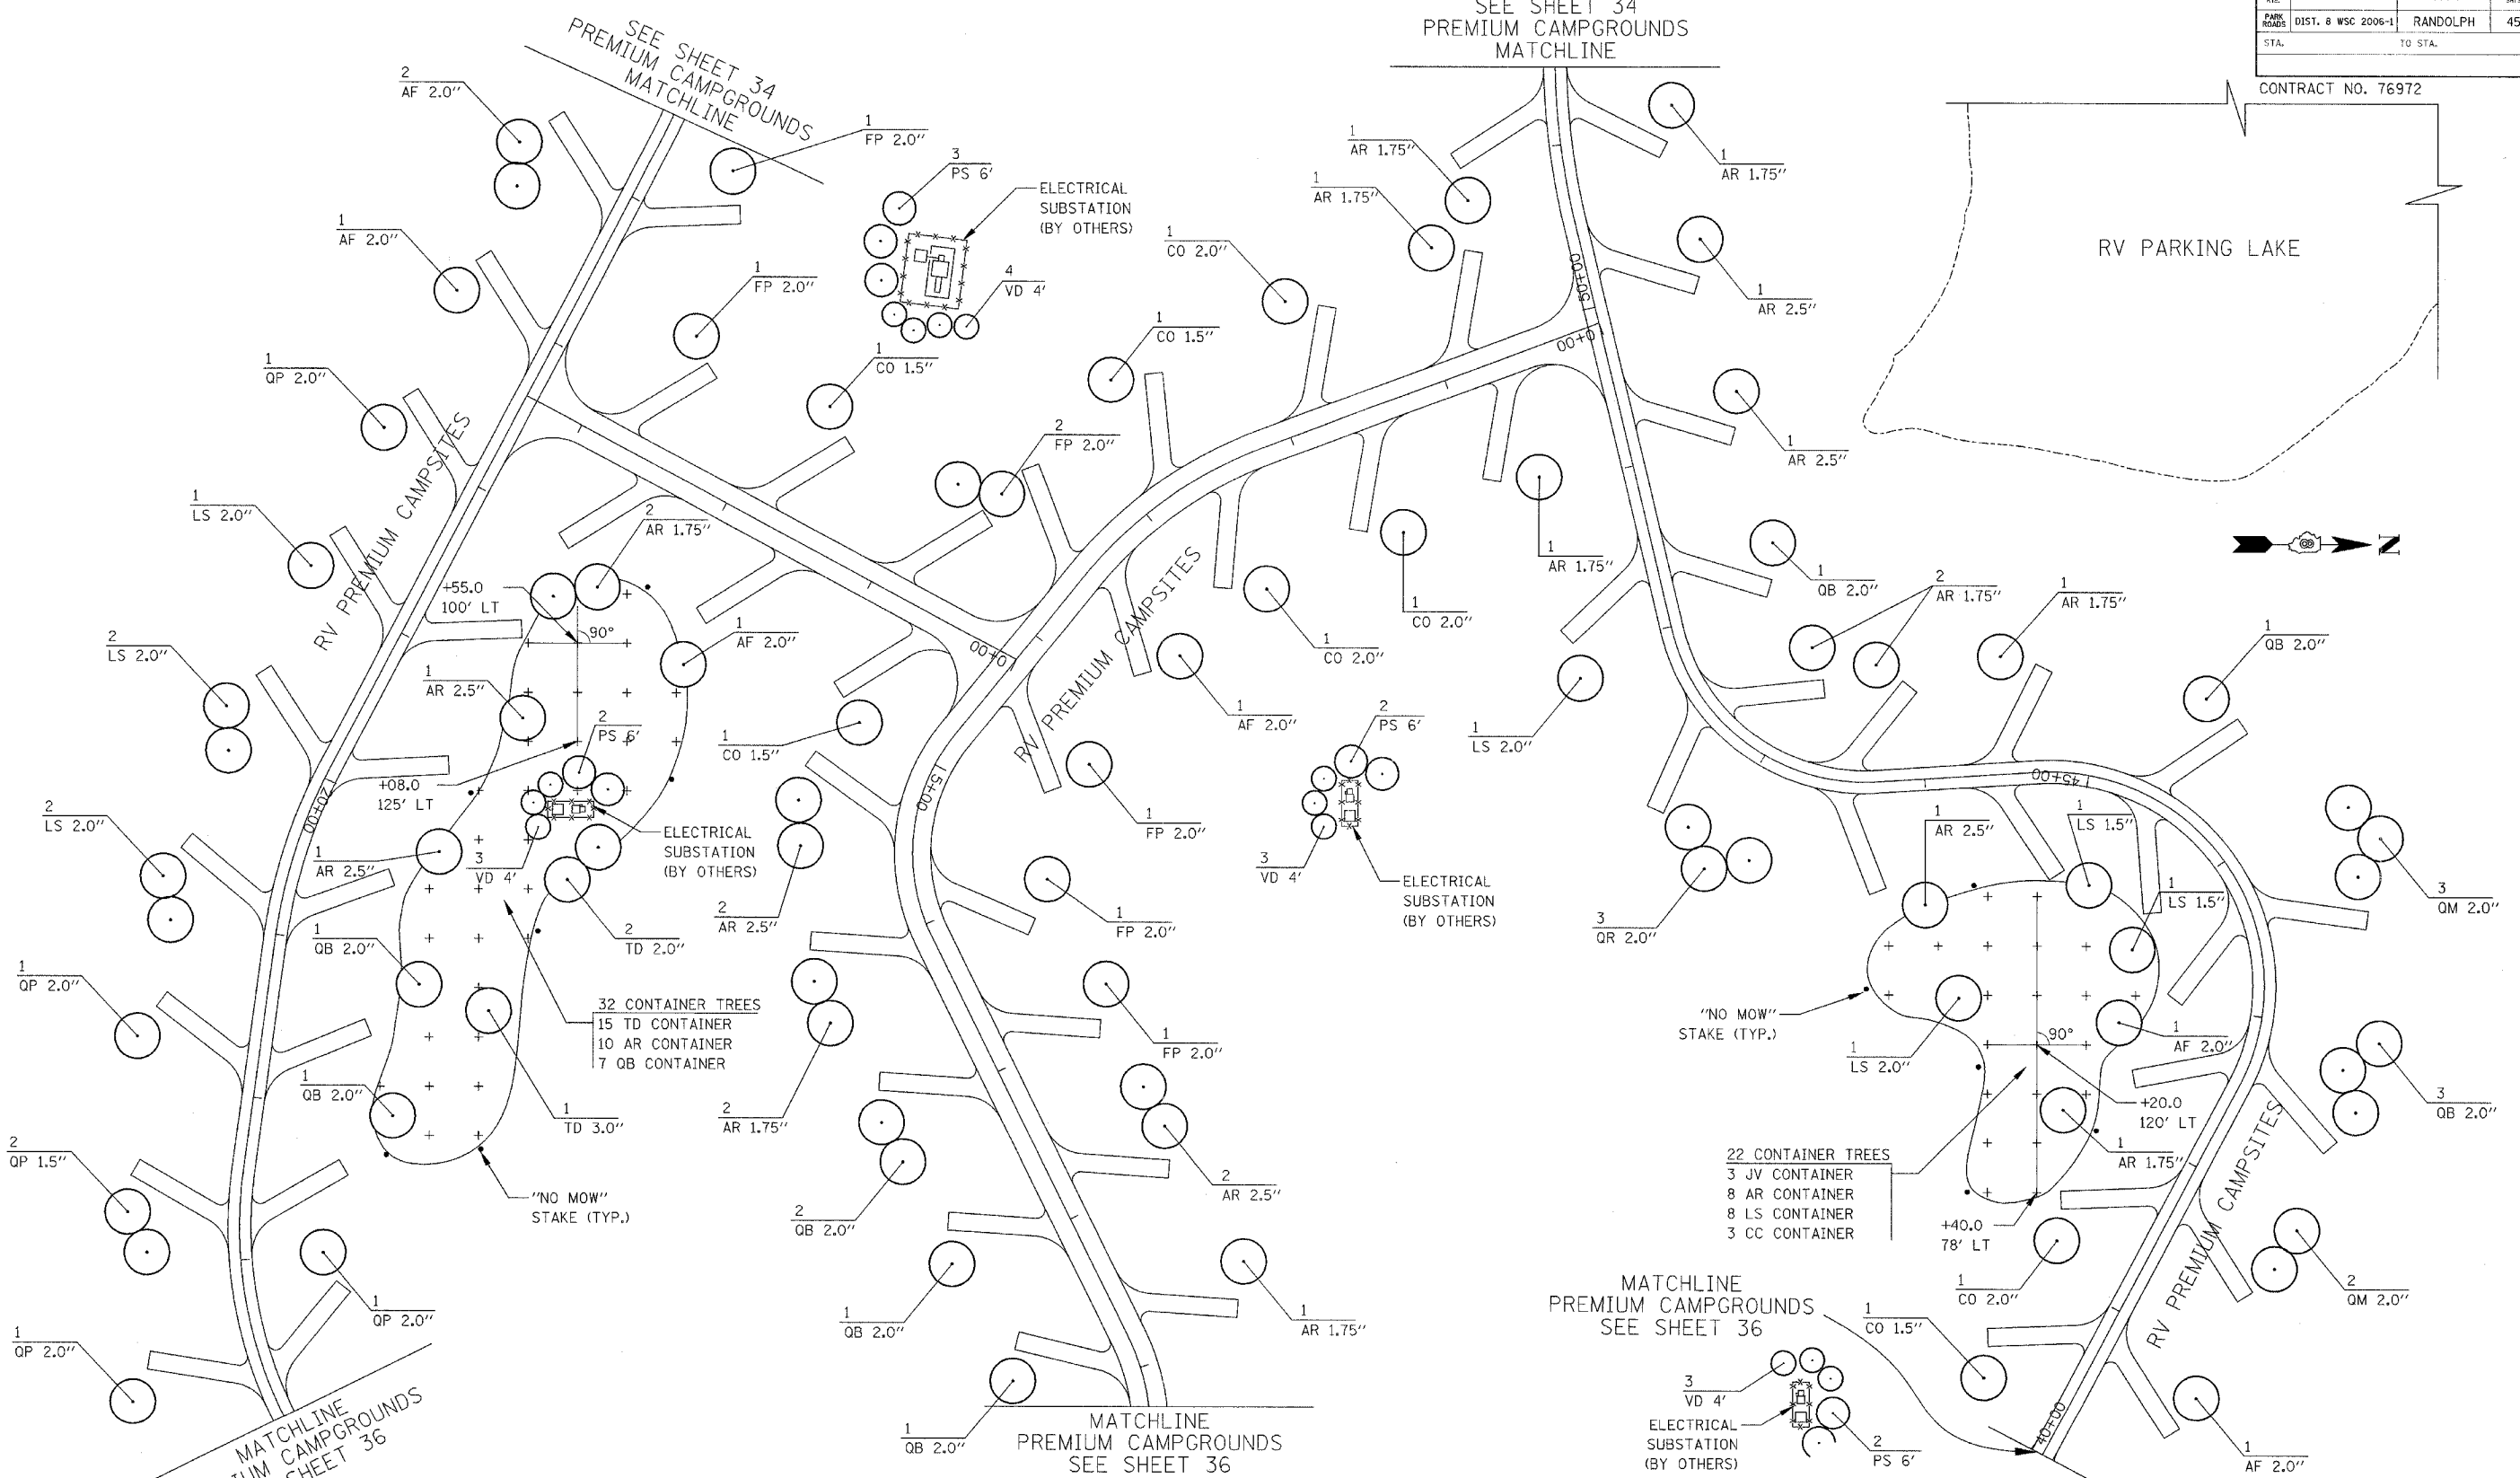 SEE SHEET 34
PREMIUM CAMPGROUNDS
MATCHLINE
SEE SHEET 34
PREMIUM CAMPGROUNDS
MATCHLINE
PARK ROADS
DIST. 8 WSC 2006-1
RANDOLPH
45
STA.
TO STA.
CONTRACT NO. 76972
RV PARKING LAKE
N
2
AF 2.0"
1
FP 2.0"
3
PS 6'
ELECTRICAL
SUBSTATION
(BY OTHERS)
4
VD 4'
1
AF 2.0"
1
FP 2.0"
1
CO 1.5"
1
QP 2.0"
RV PREMIUM CAMPSITES
1
LS 2.0"
2
AR 1.75"
+55.0
100' LT
90°
1
AF 2.0"
2
LS 2.0"
1
AR 2.5"
2
PS 6'
+08.0
125' LT
2
LS 2.0"
20+00
1
AR 2.5"
3
VD 4'
ELECTRICAL
SUBSTATION
(BY OTHERS)
1
QB 2.0"
2
TD 2.0"
1
QP 2.0"
32 CONTAINER TREES
15 TD CONTAINER
10 AR CONTAINER
7 QB CONTAINER
1
QB 2.0"
1
TD 3.0"
2
QP 1.5"
"NO MOW"
STAKE (TYP.)
1
QP 2.0"
1
QP 2.0"
MATCHLINE
IUM CAMPGROUNDS
SHEET 36
1
AR 1.75"
1
AR 1.75"
1
AR 1.75"
1
CO 2.0"
1
AR 2.5"
1
CO 1.5"
50+00
0+00
2
FP 2.0"
1
AR 2.5"
1
AR 1.75"
1
CO 2.0"
1
CO 2.0"
RV PREMIUM CAMPSITES
0+00
1
AF 2.0"
1
CO 1.5"
15+00
1
FP 2.0"
2
PS 6'
3
VD 4'
ELECTRICAL
SUBSTATION
(BY OTHERS)
2
AR 2.5"
1
FP 2.0"
1
FP 2.0"
2
AR 1.75"
2
AR 2.5"
2
QB 2.0"
1
QB 2.0"
1
AR 1.75"
1
QB 2.0"
MATCHLINE
PREMIUM CAMPGROUNDS
SEE SHEET 36
1
QB 2.0"
2
AR 1.75"
1
AR 1.75"
1
QB 2.0"
1
LS 2.0"
45+00
1
AR 2.5"
1
LS 1.5"
1
LS 1.5"
3
QR 2.0"
3
QM 2.0"
"NO MOW"
STAKE (TYP.)
90°
1
LS 2.0"
1
AF 2.0"
3
QB 2.0"
+20.0
120' LT
1
AR 1.75"
22 CONTAINER TREES
3 JV CONTAINER
8 AR CONTAINER
8 LS CONTAINER
3 CC CONTAINER
+40.0
78' LT
RV PREMIUM CAMPSITES
1
CO 2.0"
2
QM 2.0"
MATCHLINE
PREMIUM CAMPGROUNDS
SEE SHEET 36
1
CO 1.5"
3
VD 4'
ELECTRICAL
SUBSTATION
(BY OTHERS)
2
PS 6'
40+00
1
AF 2.0"